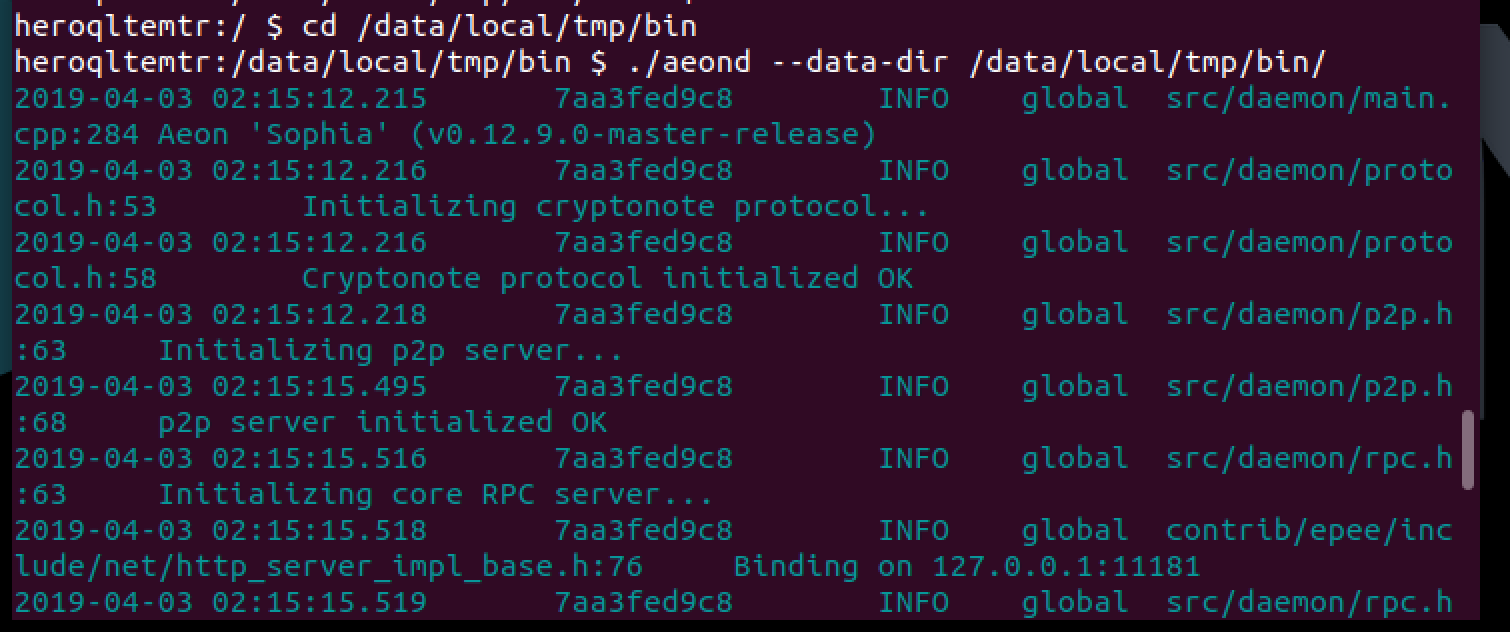 heroqltemtr:/ $ cd /data/local/tmp/bin
heroqltemtr:/data/local/tmp/bin $ ./aeond --data-dir /data/local/tmp/bin/
2019-04-03 02:15:12.215       7aa3fed9c8        INFO    global  src/daemon/main.
cpp:284 Aeon 'Sophia' (v0.12.9.0-master-release)
2019-04-03 02:15:12.216       7aa3fed9c8        INFO    global  src/daemon/proto
col.h:53        Initializing cryptonote protocol...
2019-04-03 02:15:12.216       7aa3fed9c8        INFO    global  src/daemon/proto
col.h:58        Cryptonote protocol initialized OK
2019-04-03 02:15:12.218       7aa3fed9c8        INFO    global  src/daemon/p2p.h
:63     Initializing p2p server...
2019-04-03 02:15:15.495       7aa3fed9c8        INFO    global  src/daemon/p2p.h
:68     p2p server initialized OK
2019-04-03 02:15:15.516       7aa3fed9c8        INFO    global  src/daemon/rpc.h
:63     Initializing core RPC server...
2019-04-03 02:15:15.518       7aa3fed9c8        INFO    global  contrib/epee/inc
lude/net/http_server_impl_base.h:76     Binding on 127.0.0.1:11181
2019-04-03 02:15:15.519       7aa3fed9c8        INFO    global  src/daemon/rpc.h